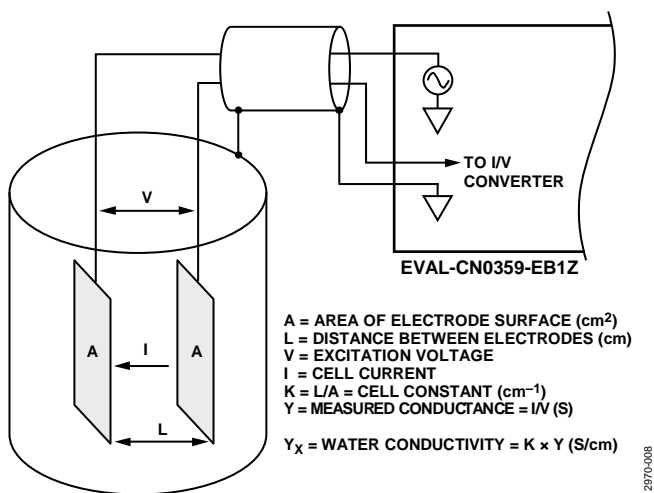 TO I/V
CONVERTER
V
EVAL-CN0359-EB1Z
A
I
A
L
A = AREA OF ELECTRODE SURFACE (cm²)
L = DISTANCE BETWEEN ELECTRODES (cm)
V = EXCITATION VOLTAGE
I = CELL CURRENT
K = L/A = CELL CONSTANT (cm⁻¹)
Y = MEASURED CONDUCTANCE = I/V (S)
Yₓ = WATER CONDUCTIVITY = K × Y (S/cm)
2970-008